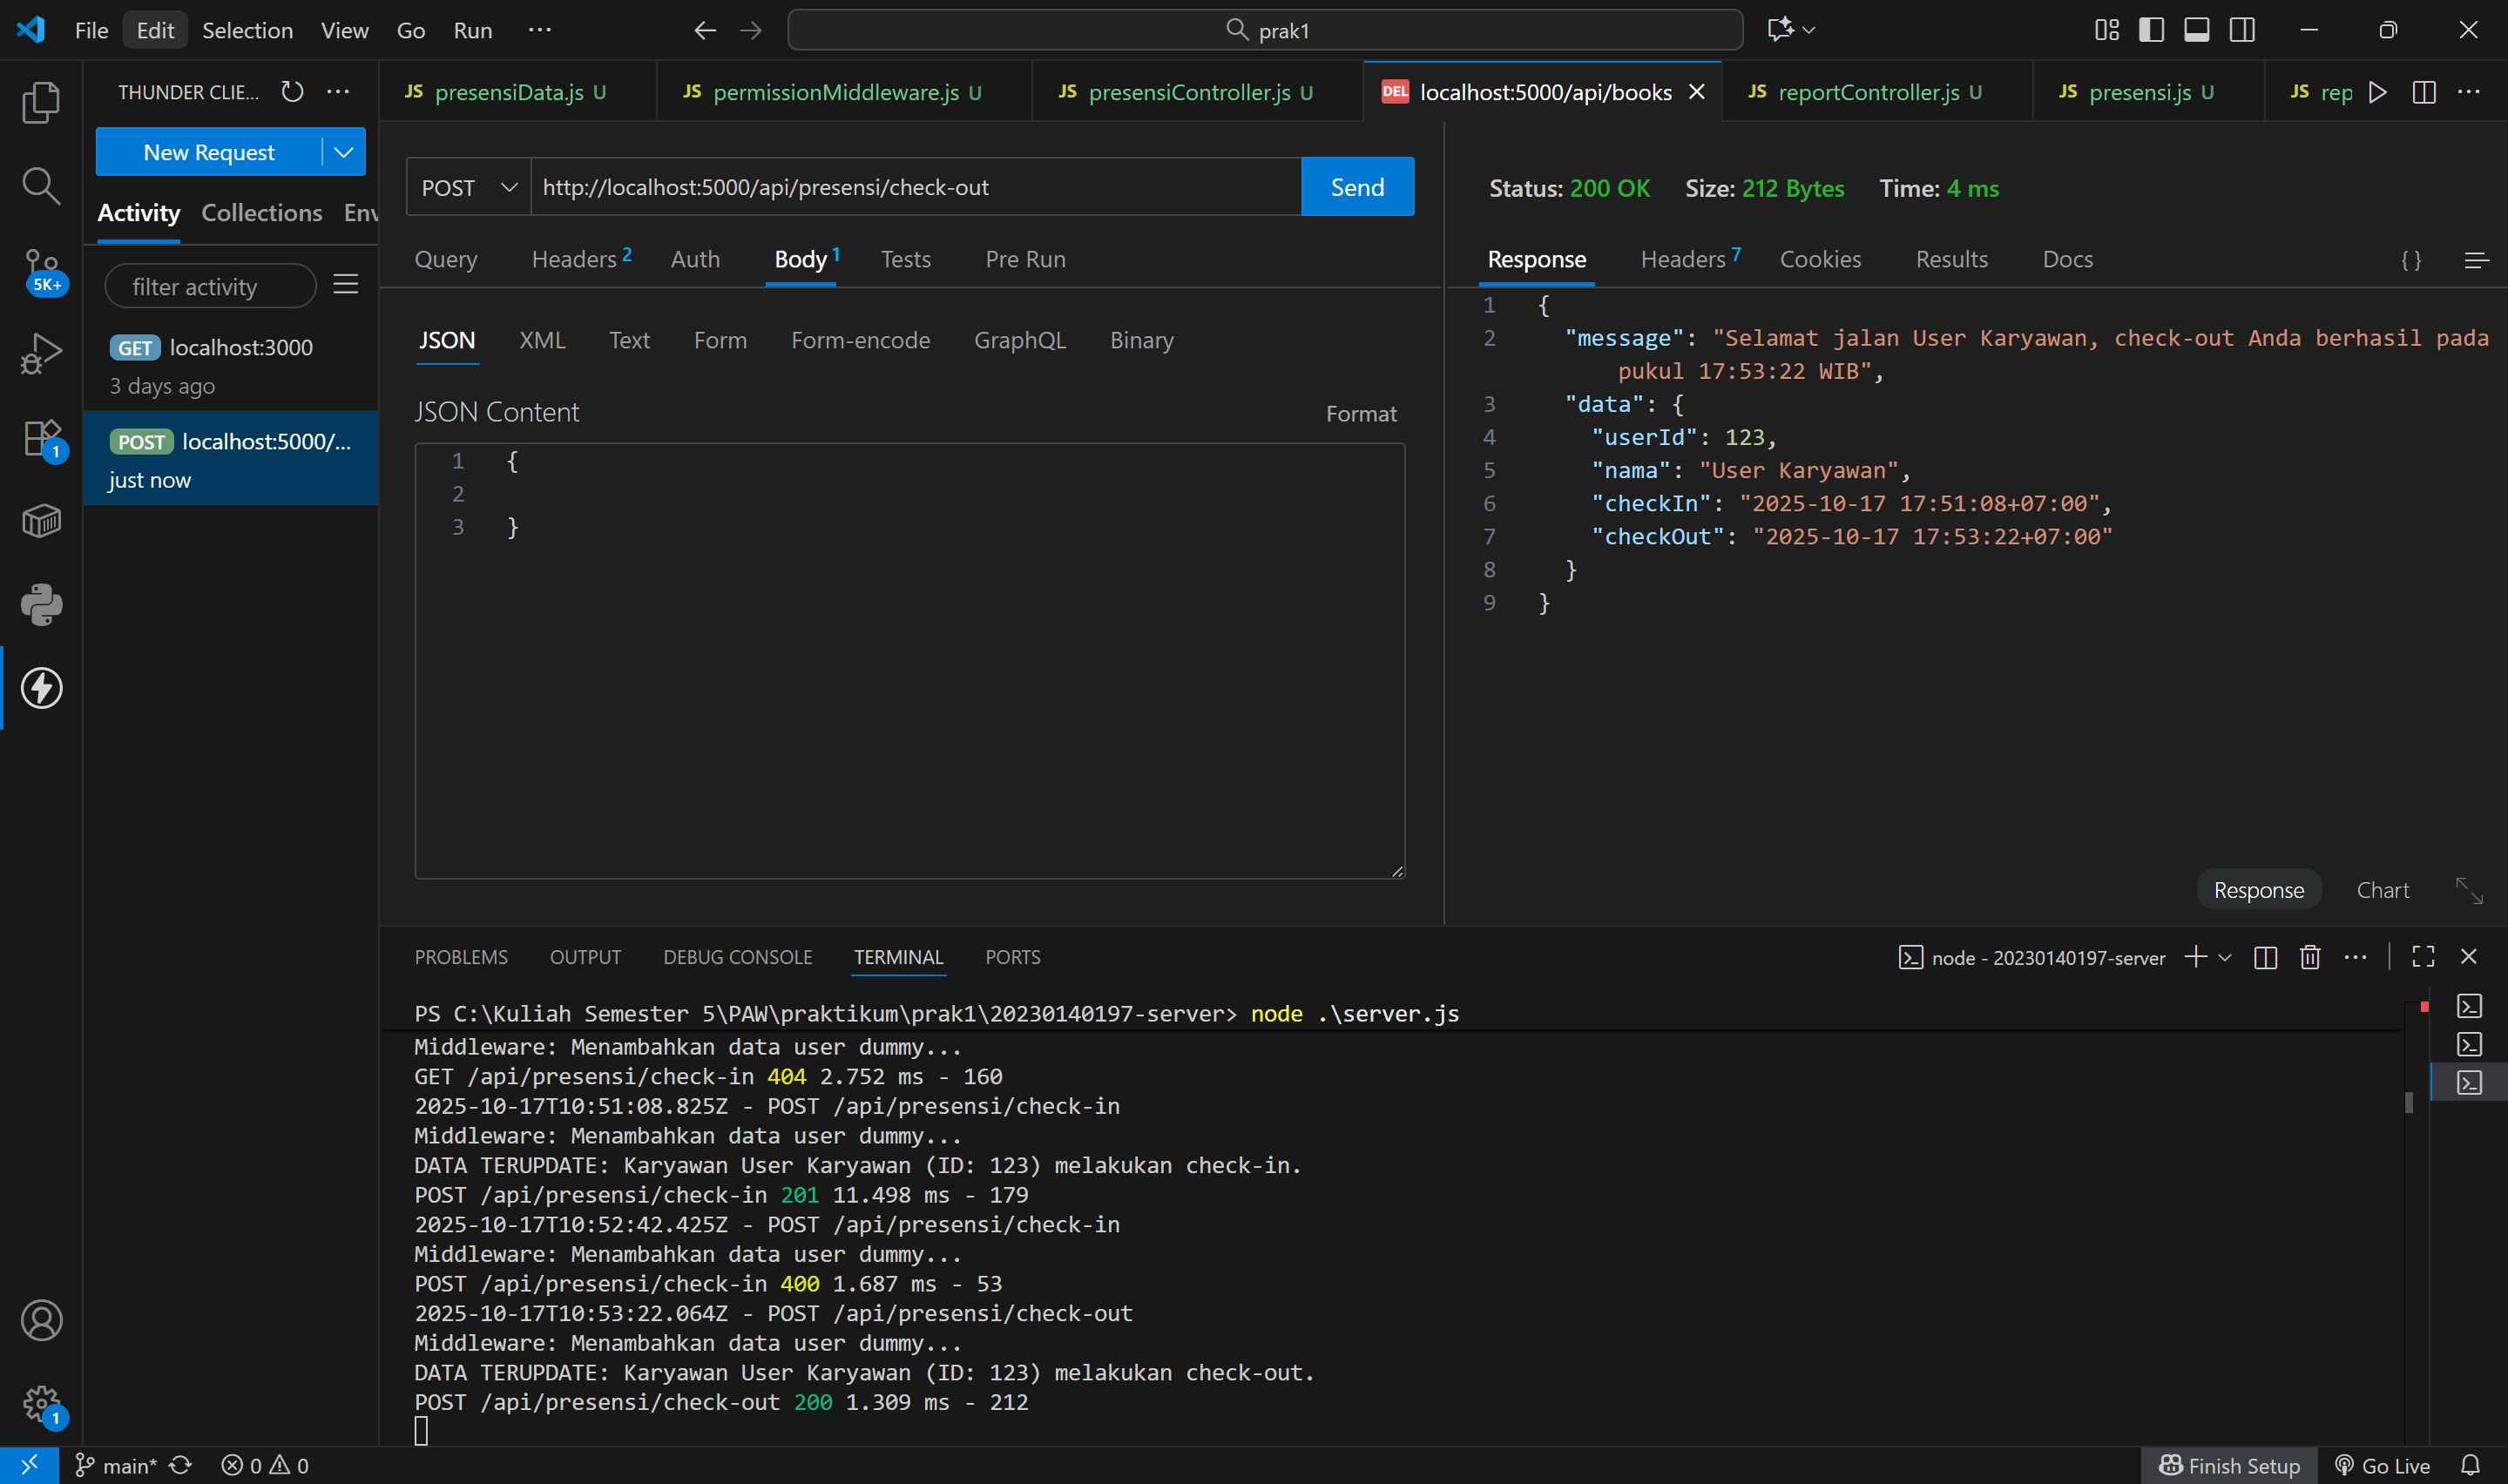 File Edit Selection View Go Run ··· prak1
THUNDER CLIE...
New Request
Activity Collections Env
filter activity
GET localhost:3000
3 days ago
POST localhost:5000/...
just now
5K+
1
1
JS presensiData.js U JS permissionMiddleware.js U JS presensiController.js U DEL localhost:5000/api/books JS reportController.js U JS presensi.js U JS rep
POST http://localhost:5000/api/presensi/check-out Send
Query Headers 2 Auth Body 1 Tests Pre Run
JSON XML Text Form Form-encode GraphQL Binary
JSON Content Format
1 {
2
3 }
Status: 200 OK Size: 212 Bytes Time: 4 ms
Response Headers 7 Cookies Results Docs { }
1 {
2 "message": "Selamat jalan User Karyawan, check-out Anda berhasil pada
pukul 17:53:22 WIB",
3 "data": {
4 "userId": 123,
5 "nama": "User Karyawan",
6 "checkIn": "2025-10-17 17:51:08+07:00",
7 "checkOut": "2025-10-17 17:53:22+07:00"
8 }
9 }
Response Chart
PROBLEMS OUTPUT DEBUG CONSOLE TERMINAL PORTS node - 20230140197-server
PS C:\Kuliah Semester 5\PAW\praktikum\prak1\20230140197-server> node .\server.js
Middleware: Menambahkan data user dummy...
GET /api/presensi/check-in 404 2.752 ms - 160
2025-10-17T10:51:08.825Z - POST /api/presensi/check-in
Middleware: Menambahkan data user dummy...
DATA TERUPDATE: Karyawan User Karyawan (ID: 123) melakukan check-in.
POST /api/presensi/check-in 201 11.498 ms - 179
2025-10-17T10:52:42.425Z - POST /api/presensi/check-in
Middleware: Menambahkan data user dummy...
POST /api/presensi/check-in 400 1.687 ms - 53
2025-10-17T10:53:22.064Z - POST /api/presensi/check-out
Middleware: Menambahkan data user dummy...
DATA TERUPDATE: Karyawan User Karyawan (ID: 123) melakukan check-out.
POST /api/presensi/check-out 200 1.309 ms - 212
main* 0 0 Finish Setup Go Live